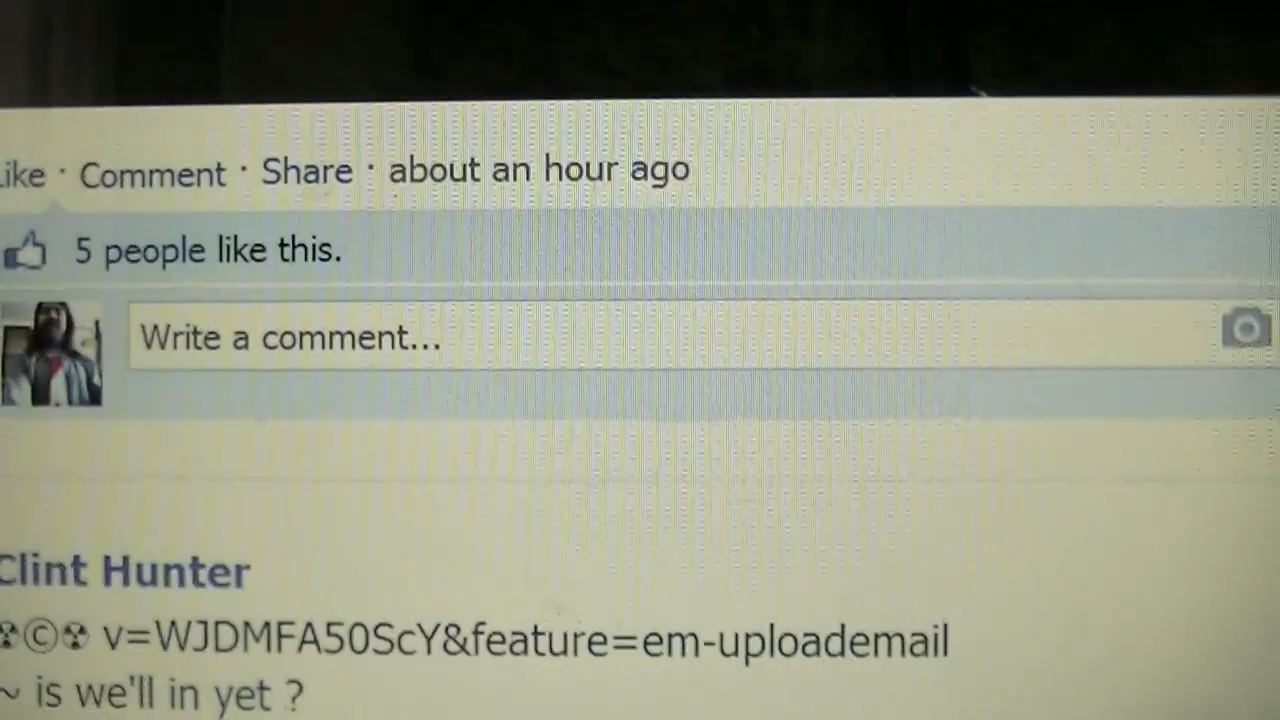 Like · Comment · Share · about an hour ago
5 people like this.
Write a comment...
Clint Hunter
☢©☢ v=WJDMFA50ScY&feature=em-uploademail
~ is we'll in yet ?